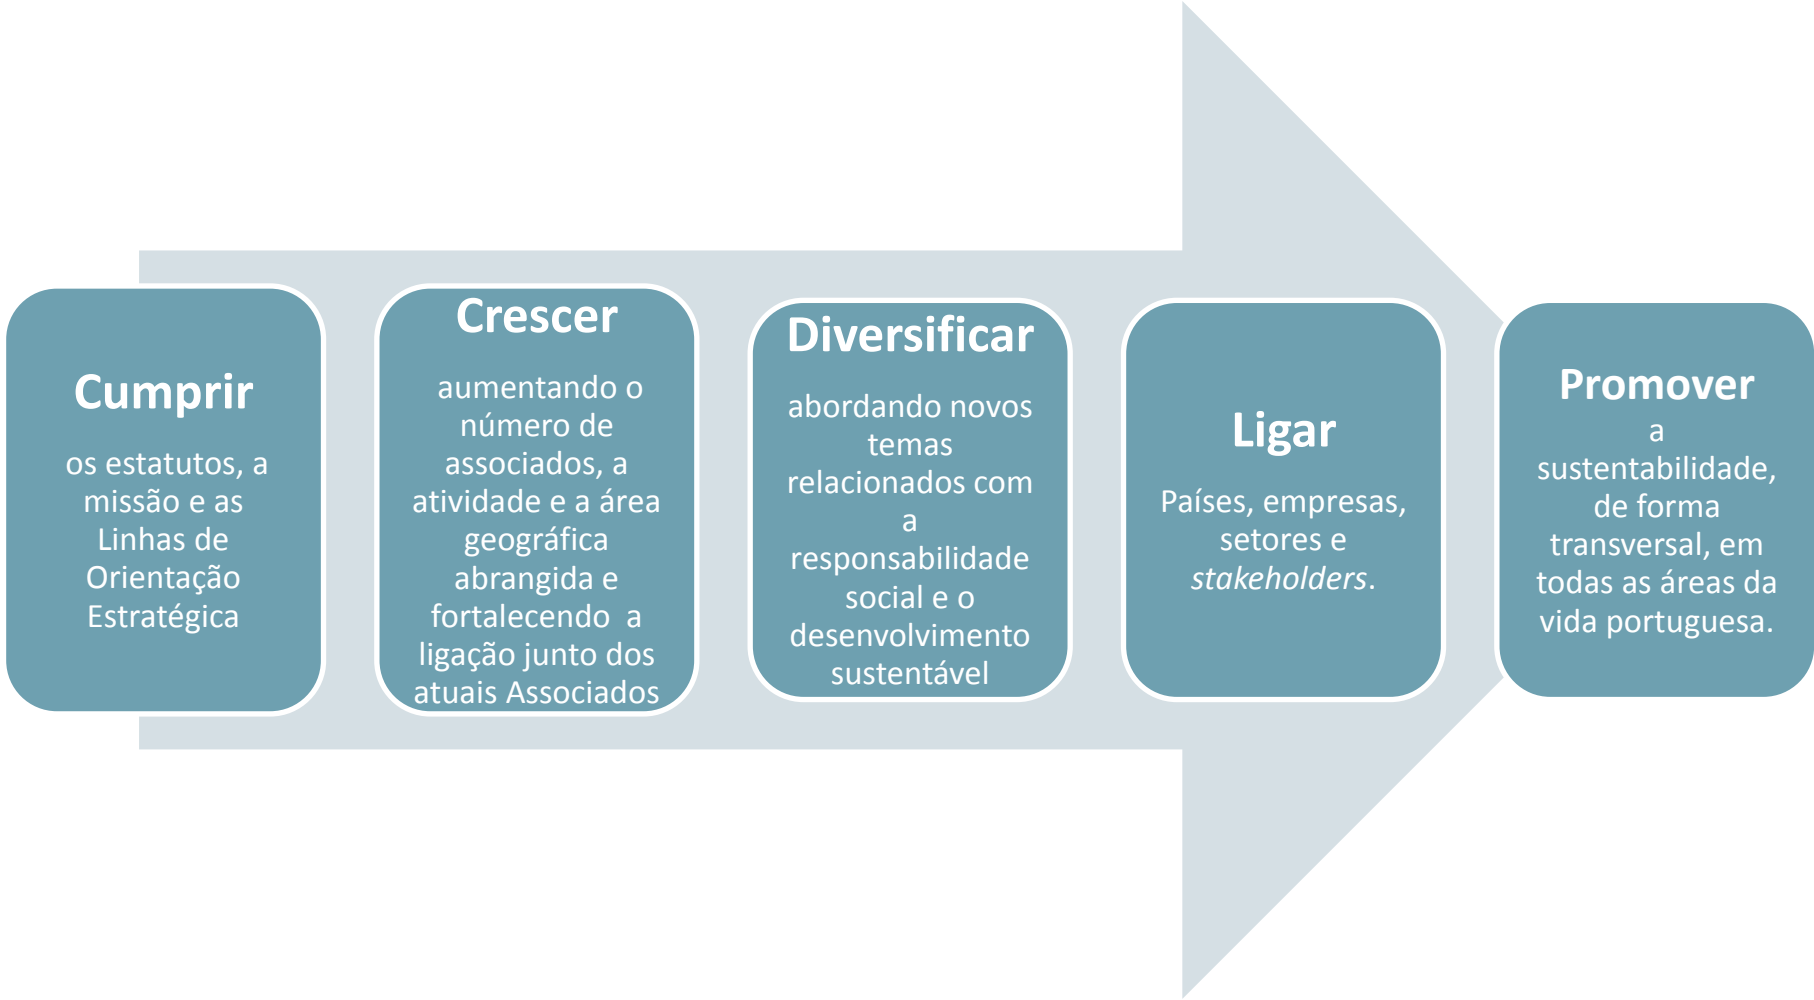 Cumprir
os estatutos, a
missão e as
Linhas de
Orientação
Estratégica
Crescer
aumentando o
número de
associados, a
atividade e a área
geográfica
abrangida e
fortalecendo  a
ligação junto dos
atuais Associados
Diversificar
abordando novos
temas
relacionados com
a
responsabilidade
social e o
desenvolvimento
sustentável
Ligar
Países, empresas,
setores e
stakeholders.
Promover
a
sustentabilidade,
de forma
transversal, em
todas as áreas da
vida portuguesa.